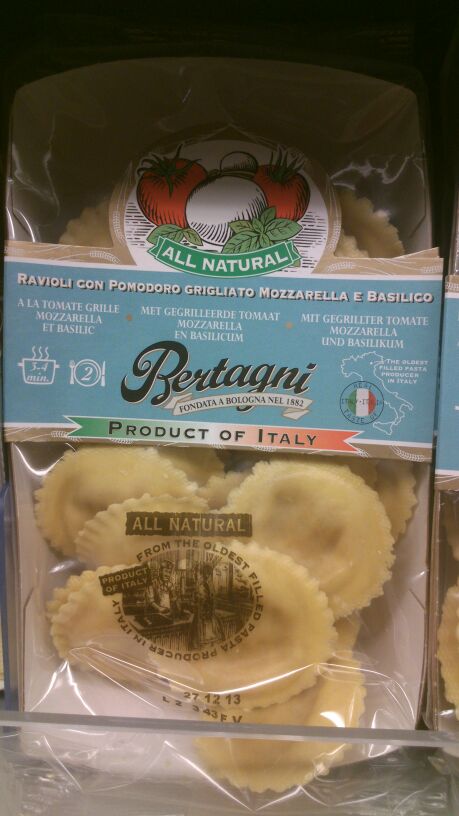 ALL NATURAL
RAVIOLI CON POMODORO GRIGLIATO MOZZARELLA E BASILICO
A LA TOMATE GRILLE
MOZZARELLA
ET BASILIC
MET GEGRILLEERDE TOMAAT
MOZZARELLA
EN BASILICUM
MIT GEGRILLTER TOMATE
MOZZARELLA
UND BASILIKUM
3-4
min.
2
Bertagni
FONDATA A BOLOGNA NEL 1882
THE OLDEST
FILLED PASTA
PRODUCER
IN ITALY
PRODUCT OF ITALY
ALL NATURAL
FROM THE OLDEST FILLED PASTA PRODUCER IN ITALY
PRODUCT
OF ITALY
27 12 13